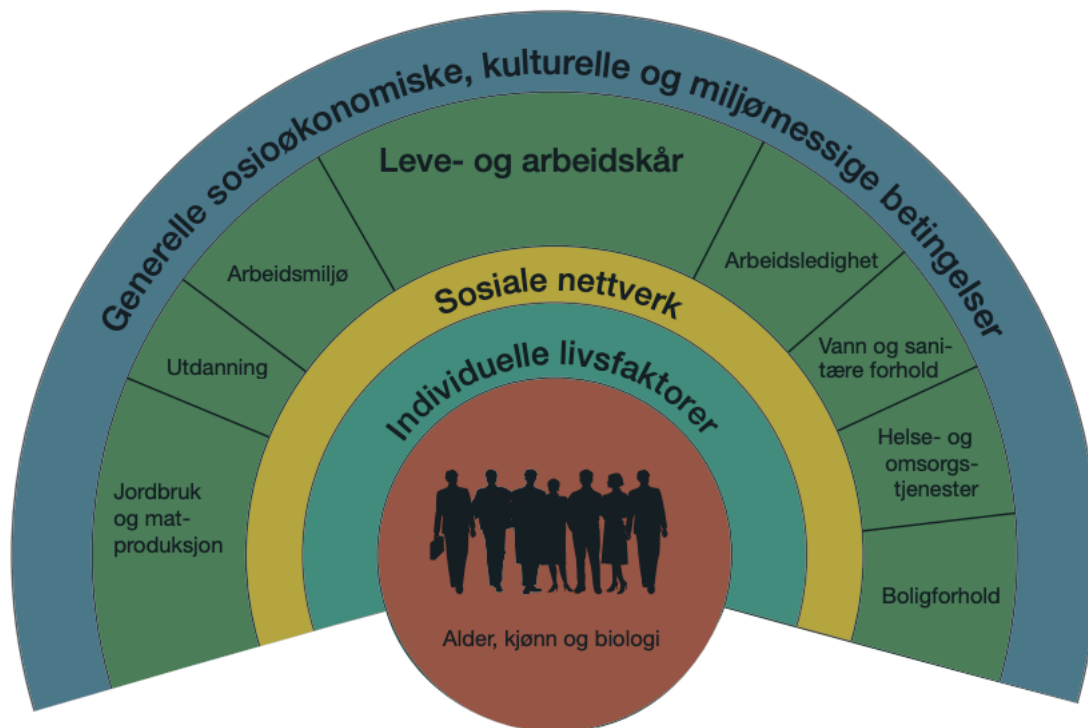 Generelle sosioøkonomiske, kulturelle og miljømessige betingelser
Leve- og arbeidskår
Arbeidsmiljø
Utdanning
Jordbruk
og mat-
produksjon
Arbeidsledighet
Vann og sani-
tære forhold
Helse- og
omsorgs-
tjenester
Boligforhold
Sosiale nettverk
Individuelle livsfaktorer
Alder, kjønn og biologi